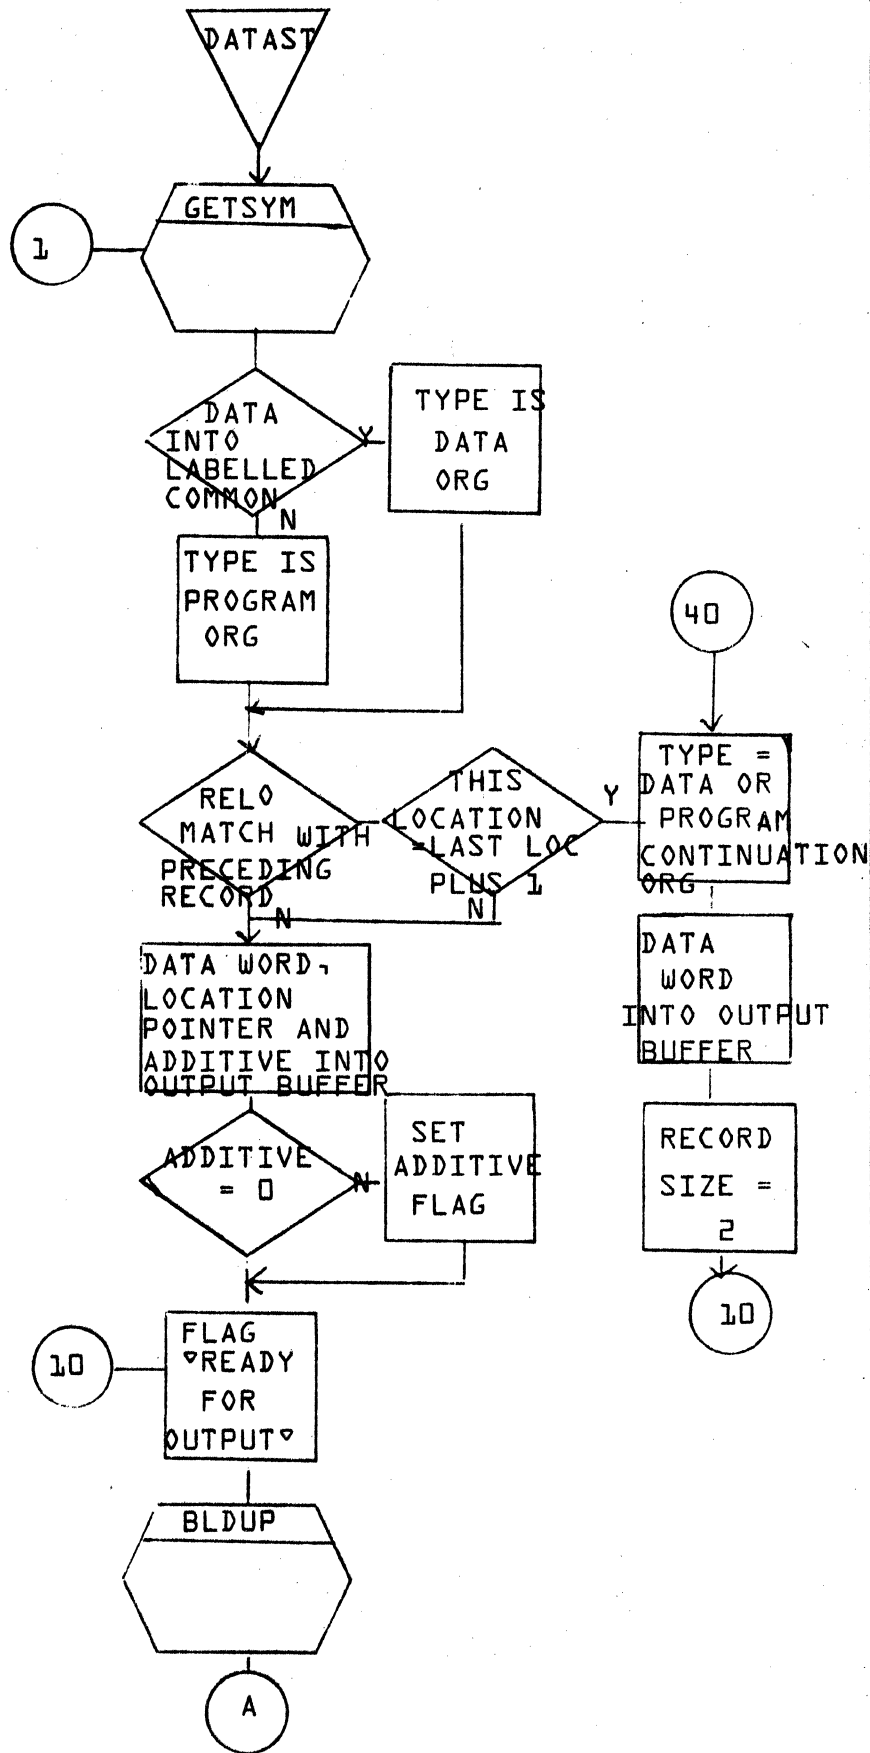 DATAST
GETSYM
1
DATA
INTO
LABELLED
COMMON
Y
N
TYPE IS
DATA
ORG
TYPE IS
PROGRAM
ORG
RELO
MATCH WITH
PRECEDING
RECORD
N
THIS
LOCATION
=LAST LOC
PLUS 1
N
Y
40
TYPE =
DATA OR
PROGRAM
CONTINUATION
ORG
DATA
WORD
INTO OUTPUT
BUFFER
RECORD
SIZE =
2
10
DATA WORD,
LOCATION
POINTER AND
ADDITIVE INTO
OUTPUT BUFFER
ADDITIVE
= 0
N
SET
ADDITIVE
FLAG
10
FLAG
"READY
FOR
OUTPUT"
BLDUP
A